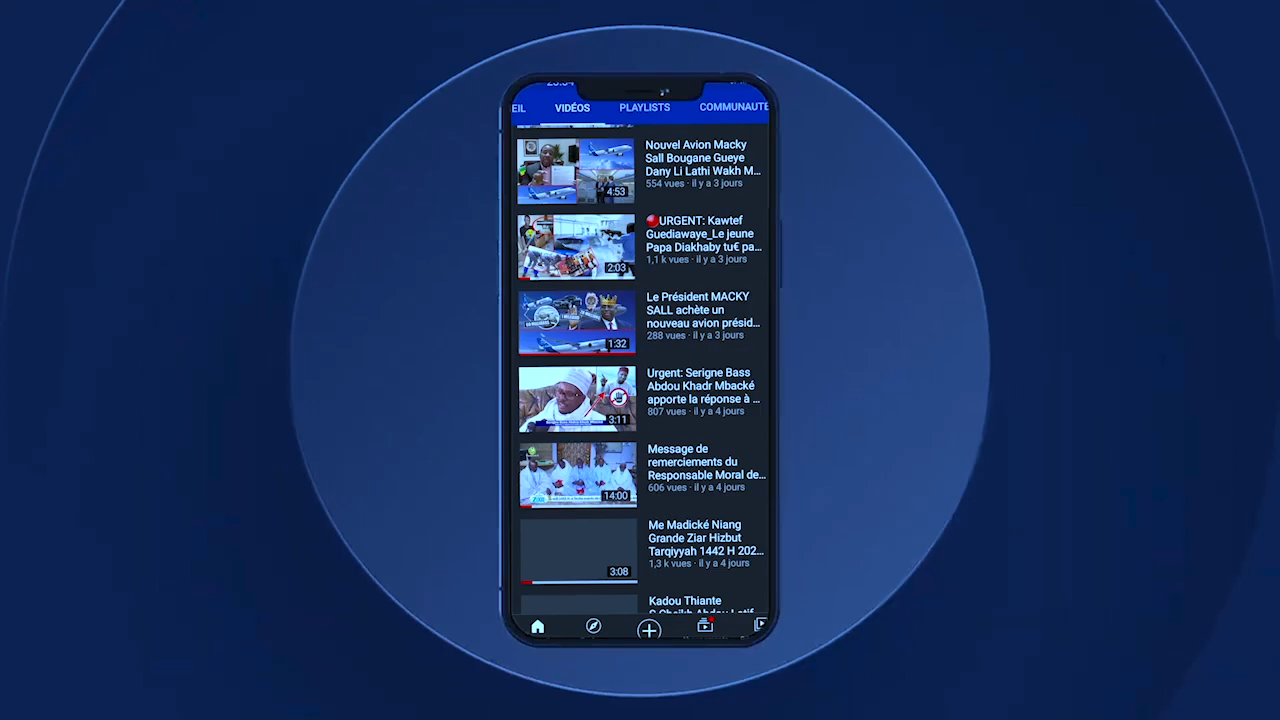 EIL VIDÉOS PLAYLISTS COMMUNAUTE
Nouvel Avion Macky
Sall Bougane Gueye
Dany Li Lathi Wakh M...
554 vues · il y a 3 jours
4:53
URGENT: Kawtef
Guediawaye_Le jeune
Papa Diakhaby tu€ pa...
1,1 k vues · il y a 3 jours
2:03
Le Président MACKY
SALL achète un
nouveau avion présid...
288 vues · il y a 3 jours
1:32
Urgent: Serigne Bass
Abdou Khadr Mbacké
apporte la réponse à ...
807 vues · il y a 4 jours
3:11
Message de
remerciements du
Responsable Moral de...
606 vues · il y a 4 jours
14:00
Me Madické Niang
Grande Ziar Hizbut
Tarqiyyah 1442 H 202...
1,3 k vues · il y a 4 jours
3:08
Kadou Thiante
S Cheikh Abdou Latif